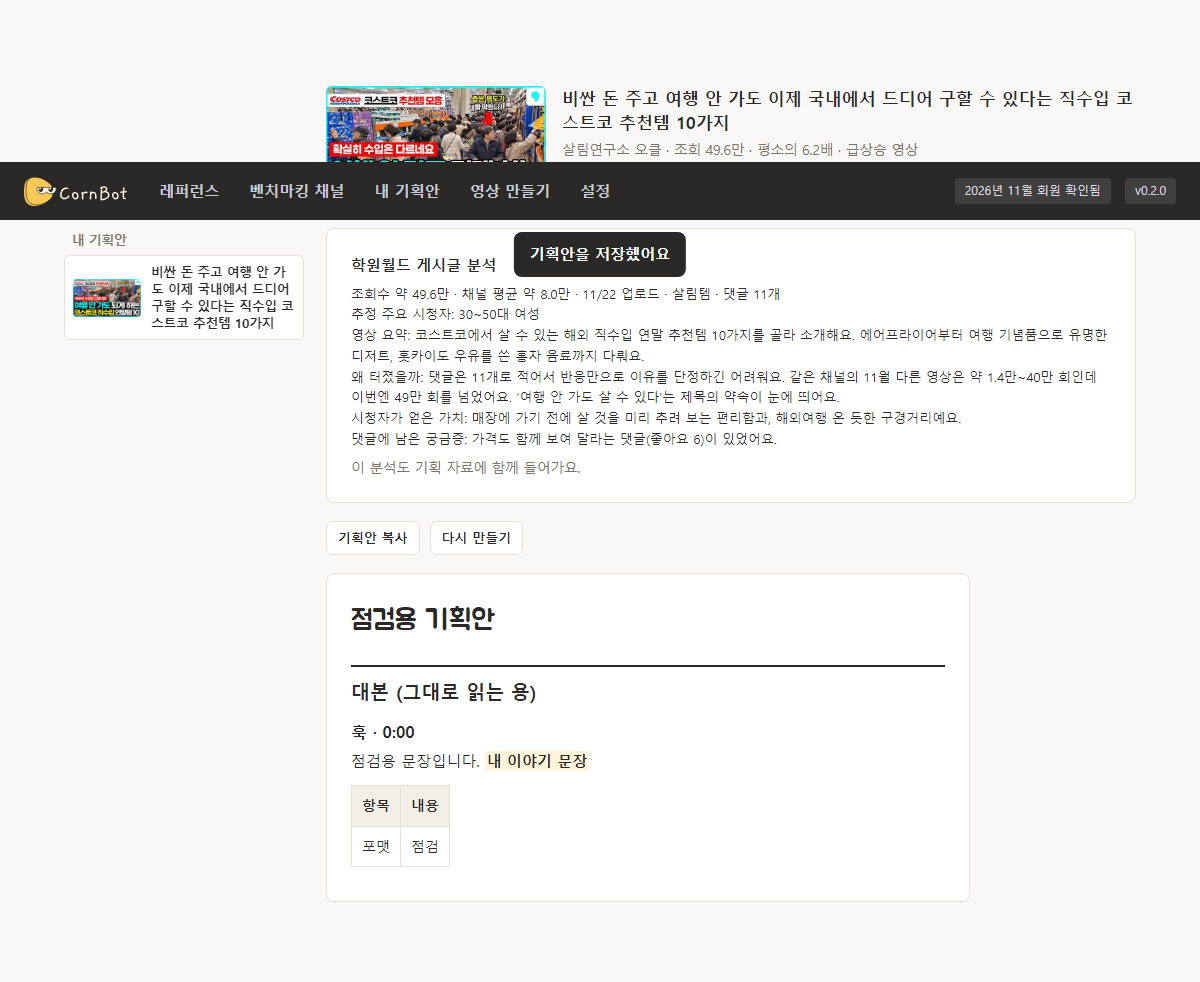 COSTCO 코스트코 추천템 모음
확실히 수입은 다르네요
비싼 돈 주고 여행 안 가도 이제 국내에서 드디어 구할 수 있다는 직수입 코
스트코 추천템 10가지
살림연구소 오클 · 조회 49.6만 · 평소의 6.2배 · 급상승 영상
CornBot
레퍼런스
벤치마킹 채널
내 기획안
영상 만들기
설정
2026년 11월 회원 확인됨
v0.2.0
내 기획안
비싼 돈 주고 여행 안 가
도 이제 국내에서 드디어
구할 수 있다는 직수입 코
스트코 추천템 10가지
기획안을 저장했어요
학원월드 게시글 분석
조회수 약 49.6만 · 채널 평균 약 8.0만 · 11/22 업로드 · 살림템 · 댓글 11개
추정 주요 시청자: 30~50대 여성
영상 요약: 코스트코에서 살 수 있는 해외 직수입 연말 추천템 10가지를 골라 소개해요. 에어프라이어부터 여행 기념품으로 유명한
디저트, 홋카이도 우유를 쓴 홍차 음료까지 다뤄요.
왜 터졌을까: 댓글은 11개로 적어서 반응만으로 이유를 단정하긴 어려워요. 같은 채널의 11월 다른 영상은 약 1.4만~40만 회인데
이번엔 49만 회를 넘었어요. '여행 안 가도 살 수 있다'는 제목의 약속이 눈에 띄어요.
시청자가 얻은 가치: 매장에 가기 전에 살 것을 미리 추려 보는 편리함과, 해외여행 온 듯한 구경거리예요.
댓글에 남은 궁금증: 가격도 함께 보여 달라는 댓글(좋아요 6)이 있었어요.
이 분석도 기획 자료에 함께 들어가요.
기획안 복사
다시 만들기
점검용 기획안
대본 (그대로 읽는 용)
훅 · 0:00
점검용 문장입니다. 내 이야기 문장
항목 내용
포맷 점검